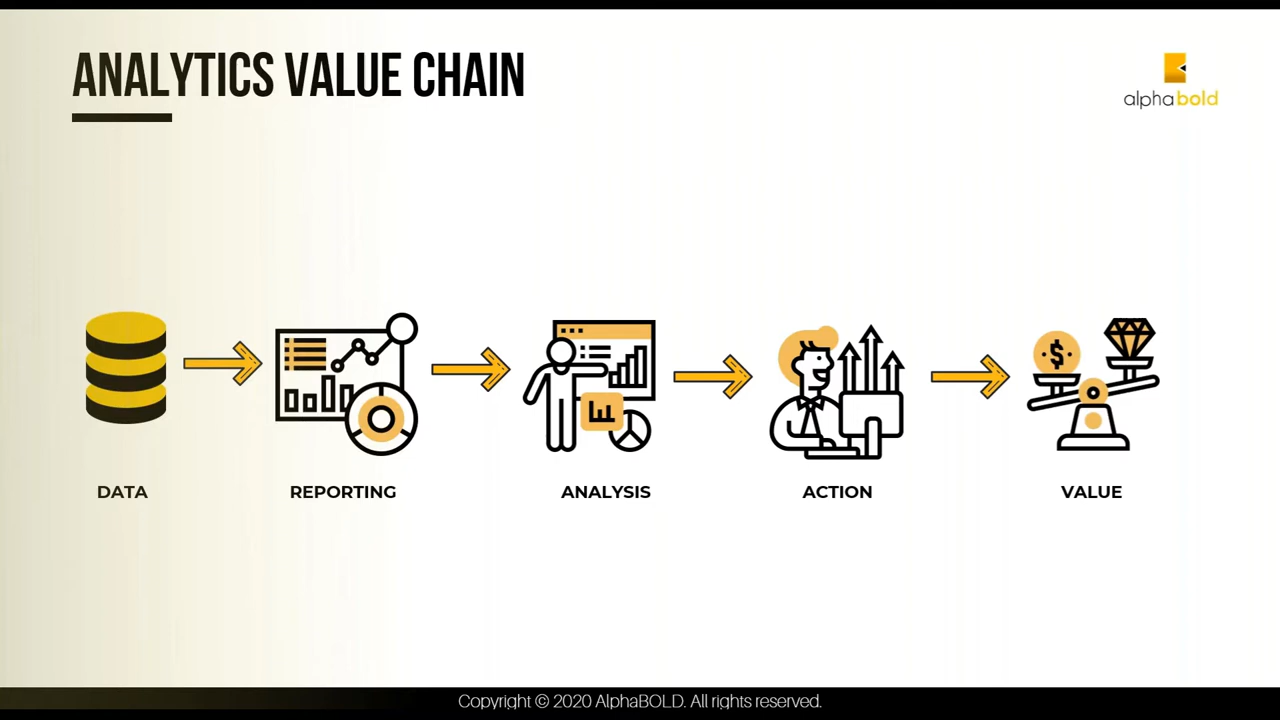 ANALYTICS VALUE CHAIN
alphabold
$
DATA
REPORTING
ANALYSIS
ACTION
VALUE
Copyright © 2020 AlphaBOLD. All rights reserved.